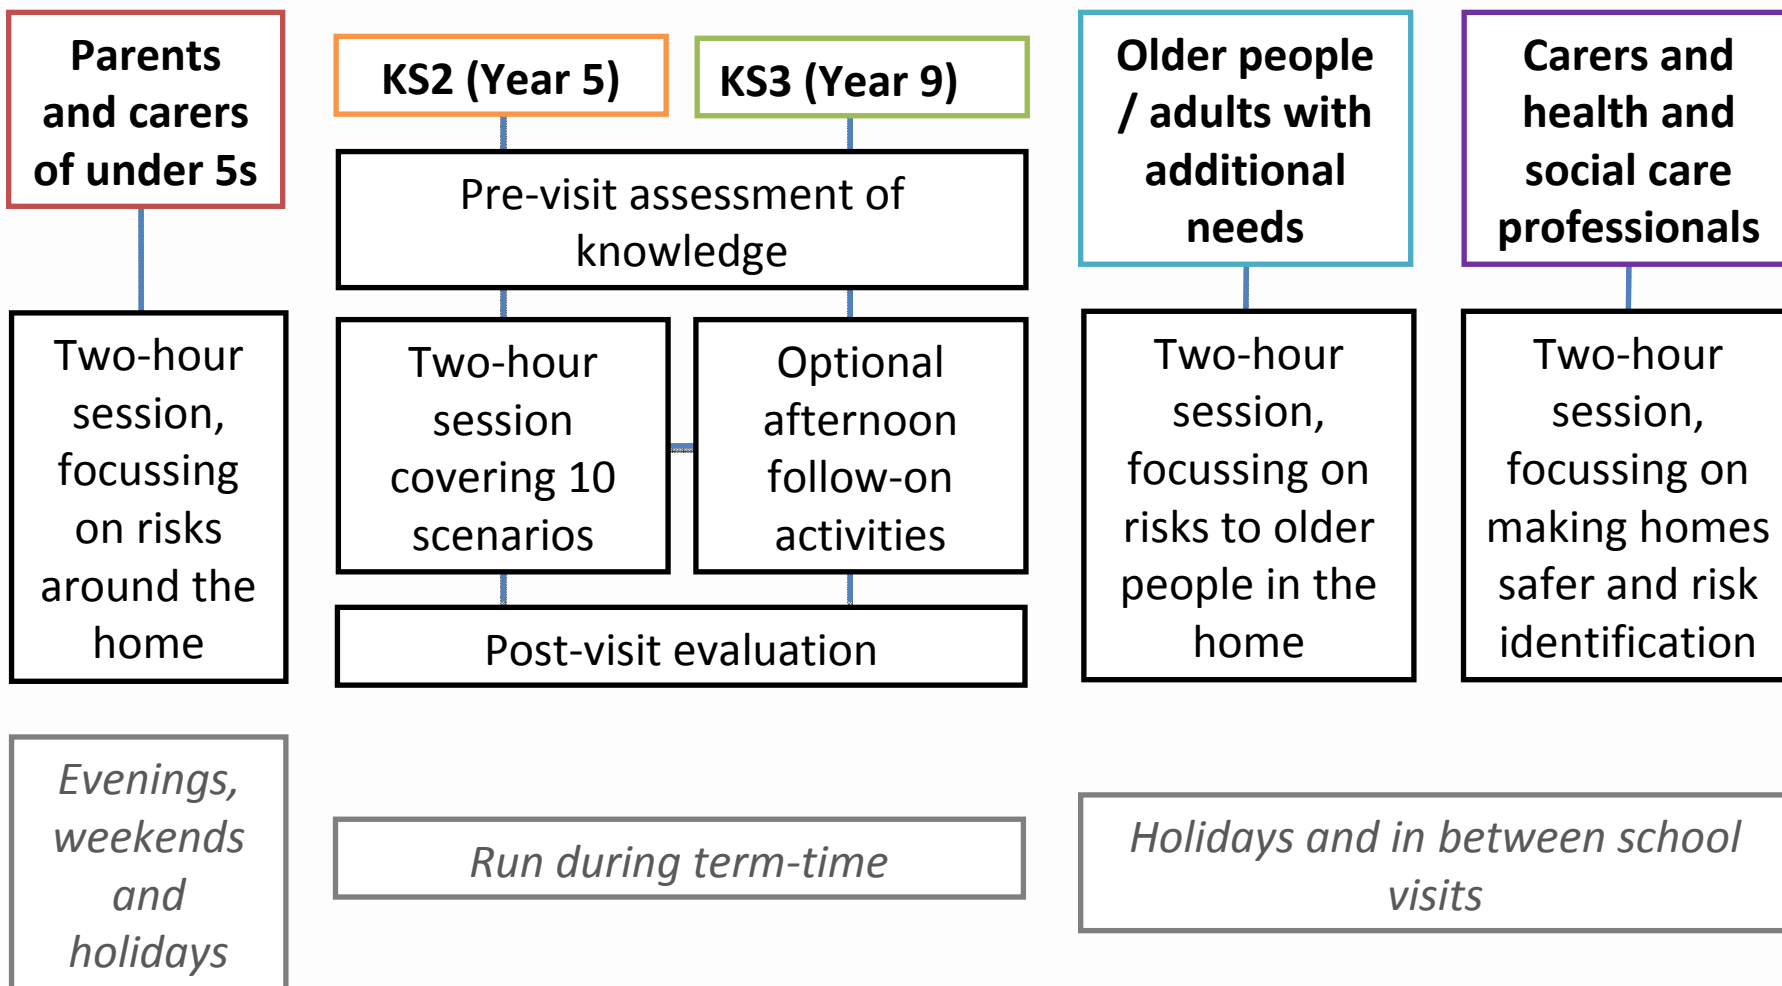 Parents
and carers
of under 5s
KS2 (Year 5)
KS3 (Year 9)
Older people
/ adults with
additional
needs
Carers and
health and
social care
professionals
Pre-visit assessment of
knowledge
Two-hour
session,
focussing
on risks
around the
home
Two-hour
session
covering 10
scenarios
Optional
afternoon
follow-on
activities
Two-hour
session,
focussing on
risks to older
people in the
home
Two-hour
session,
focussing on
making homes
safer and risk
identification
Post-visit evaluation
Evenings,
weekends
and
holidays
Run during term-time
Holidays and in between school
visits